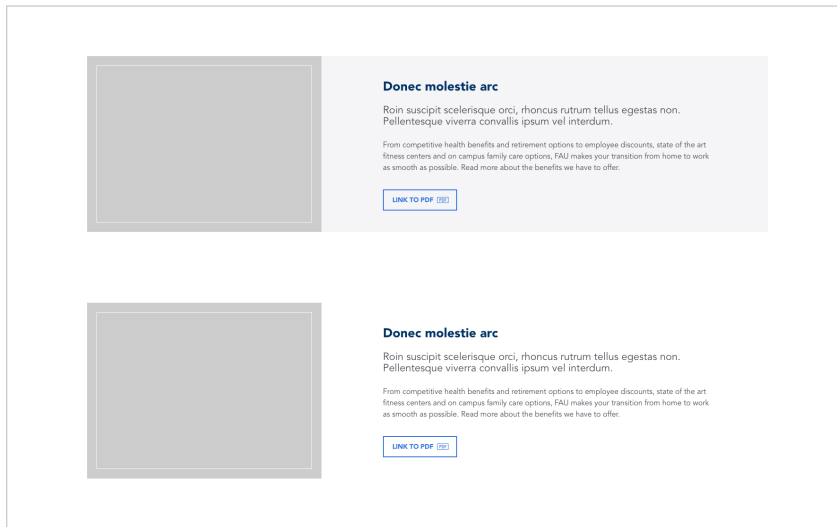 Donec molestie arc
Roin suscipit scelerisque orci, rhoncus rutrum tellus egestas non.
Pellentesque viverra convallis ipsum vel interdum.
From competitive health benefits and retirement options to employee discounts, state of the art
fitness centers and on campus family care options, FAU makes your transition from home to work
as smooth as possible. Read more about the benefits we have to offer.
LINK TO PDF PDF
Donec molestie arc
Roin suscipit scelerisque orci, rhoncus rutrum tellus egestas non.
Pellentesque viverra convallis ipsum vel interdum.
From competitive health benefits and retirement options to employee discounts, state of the art
fitness centers and on campus family care options, FAU makes your transition from home to work
as smooth as possible. Read more about the benefits we have to offer.
LINK TO PDF PDF